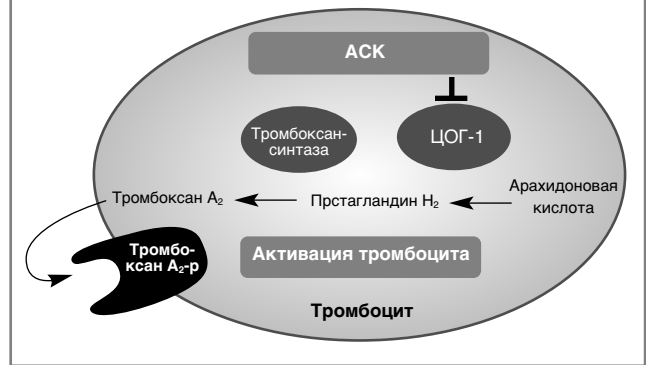 АСК
Тромбоксан-
синтаза
ЦОГ-1
Тромбоксан A₂
Прстагландин H₂
Арахидоновая
кислота
Тромбо-
ксан A₂-р
Активация тромбоцита
Тромбоцит